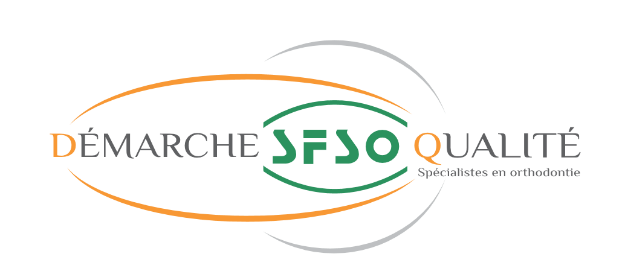 DÉMARCHE SFSO QUALITÉ
Spécialistes en orthodontie